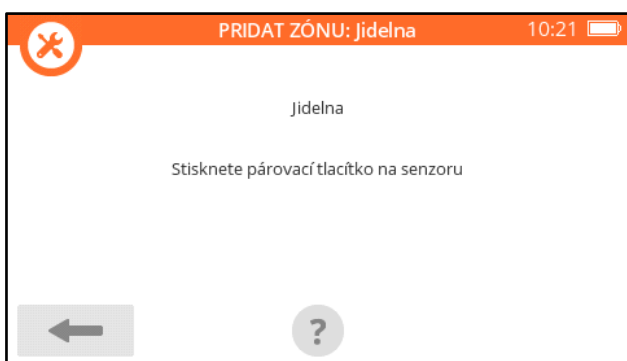 PRIDAT ZÓNU: Jidelna 10:21
Jidelna
Stisknete párovací tlacítko na senzoru
?